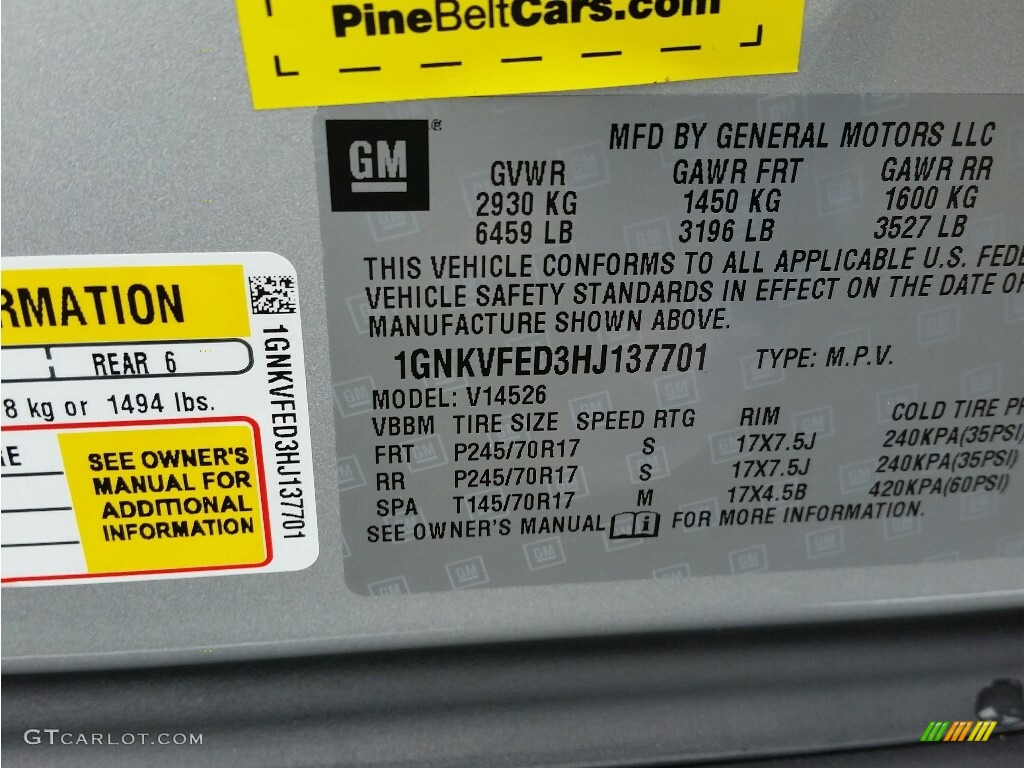 PineBeltCars.com
GM
MFD BY GENERAL MOTORS LLC
GVWR GAWR FRT GAWR RR
2930 KG 1450 KG 1600 KG
6459 LB 3196 LB 3527 LB
THIS VEHICLE CONFORMS TO ALL APPLICABLE U.S. FEDE
VEHICLE SAFETY STANDARDS IN EFFECT ON THE DATE OF
MANUFACTURE SHOWN ABOVE.
1GNKVFED3HJ137701 TYPE: M.P.V.
MODEL: V14526
VBBM TIRE SIZE SPEED RTG RIM COLD TIRE PR
FRT P245/70R17 S 17X7.5J 240KPA(35PSI)
RR P245/70R17 S 17X7.5J 240KPA(35PSI)
SPA T145/70R17 M 17X4.5B 420KPA(60PSI)
SEE OWNER'S MANUAL i FOR MORE INFORMATION.
RMATION
REAR 6
8 kg or 1494 lbs.
SEE OWNER'S
MANUAL FOR
ADDITIONAL
INFORMATION
1GNKVFED3HJ137701
GTCARLOT.COM